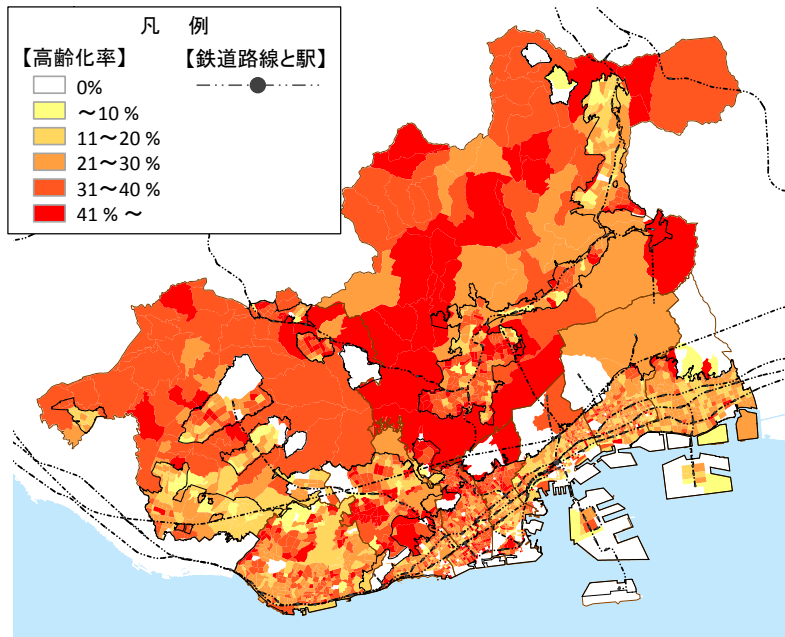 凡 例
【高齢化率】 【鉄道路線と駅】
0%
～10 %
11～20 %
21～30 %
31～40 %
41 % ～